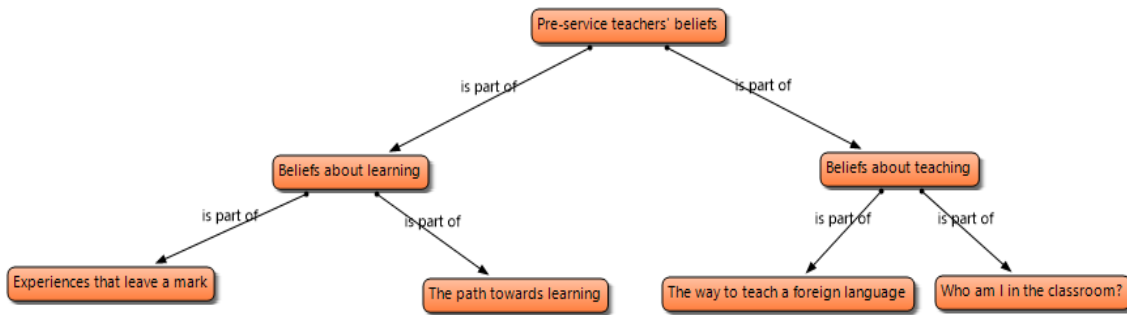 Pre-service teachers' beliefs
is part of
is part of
Beliefs about learning
Beliefs about teaching
is part of
is part of
is part of
is part of
Experiences that leave a mark
The path towards learning
The way to teach a foreign language
Who am I in the classroom?